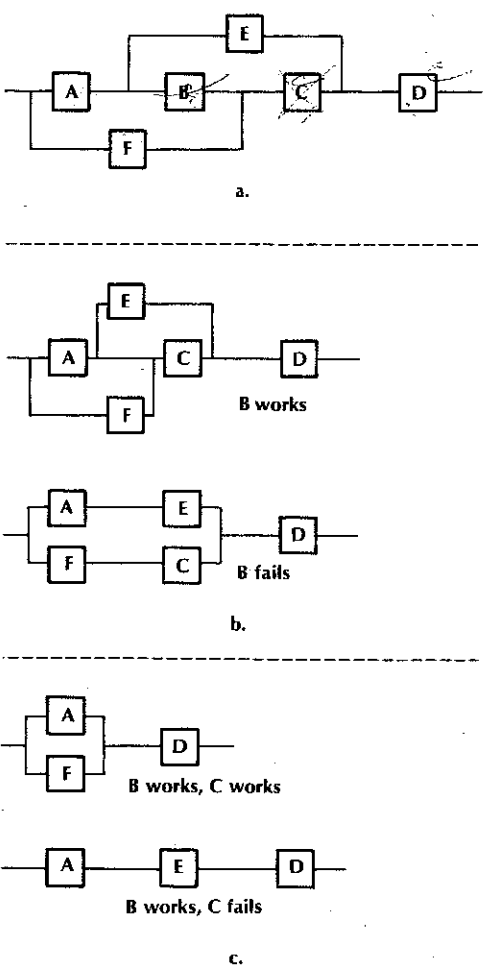 E
A B C D
F
a.
E
A C D
F
B works
A E
D
F C
B fails
b.
A
D
F
B works, C works
A E D
B works, C fails
c.